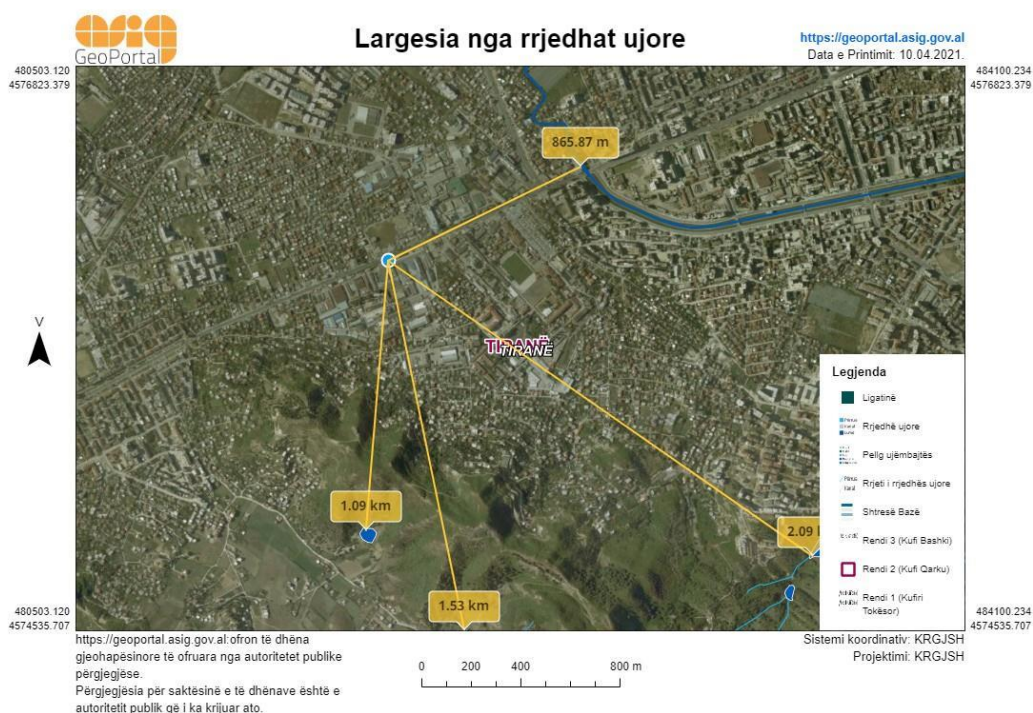 asig
GeoPortal
Largesia nga rrjedhat ujore
https://geoportal.asig.gov.al
Data e Printimit: 10.04.2021.
480503.120
4576823.379
484100.234
4576823.379
865.87 m
V
TIRANË
TIRANË
1.09 km
1.53 km
2.09
Legjenda
Ligatinë
Rrjedhë ujore
Pellg ujëmbajtës
Rrjeti i rrjedhës ujore
Shtresë Bazë
Rendi 3 (Kufi Bashki)
Rendi 2 (Kufi Qarku)
Rendi 1 (Kufiri
Tokësor)
480503.120
4574535.707
484100.234
4574535.707
https://geoportal.asig.gov.al:ofron të dhëna
gjeohapësinore të ofruara nga autoritetet publike
përgjegjëse.
Përgjegjësia për saktësinë e të dhënave është e
autoritetit publik që i ka krijuar ato.
0 200 400 800 m
Sistemi koordinativ: KRGJSH
Projektimi: KRGJSH